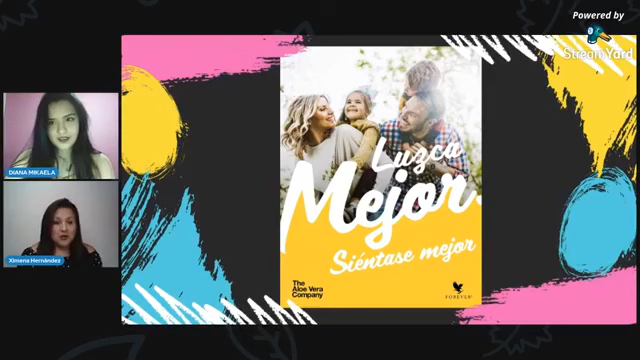 Powered by
StreamYard
DIANA MIKAELA
Ximena Hernández
Luzca
Mejor.
Siéntase mejor
The
Aloe Vera
Company
FOREVER